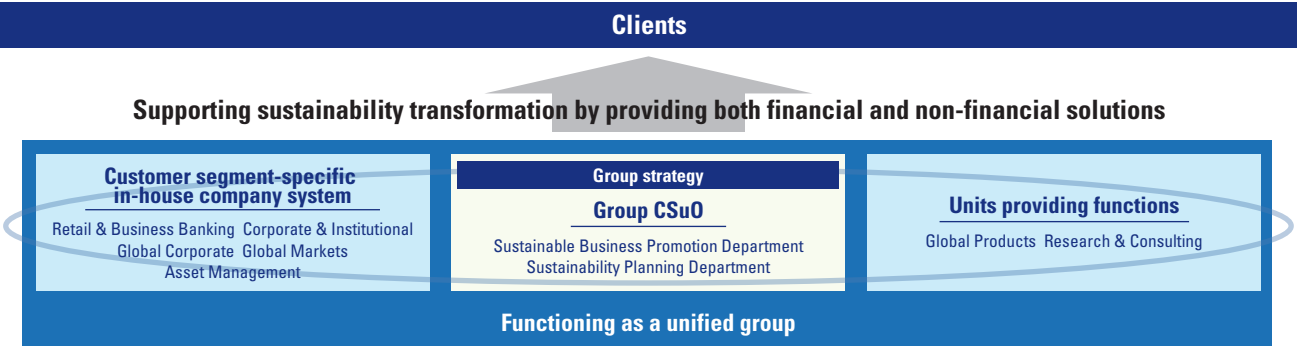 Clients
Supporting sustainability transformation by providing both financial and non-financial solutions
Customer segment-specific
in-house company system
Retail & Business Banking Corporate & Institutional
Global Corporate Global Markets
Asset Management
Group strategy
Group CSuO
Sustainable Business Promotion Department
Sustainability Planning Department
Units providing functions
Global Products Research & Consulting
Functioning as a unified group